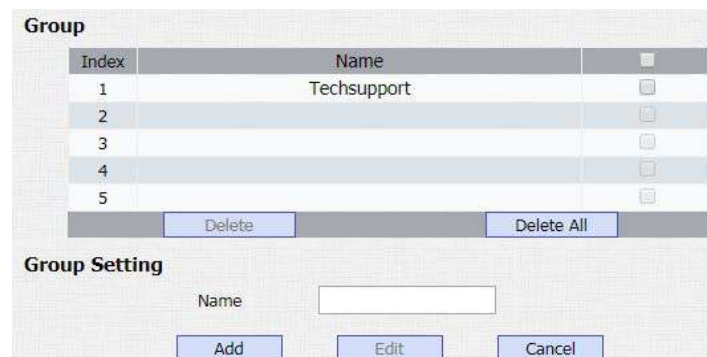 Group
Index Name
1 Techsupport
2
3
4
5
Delete Delete All
Group Setting
Name
Add Edit Cancel